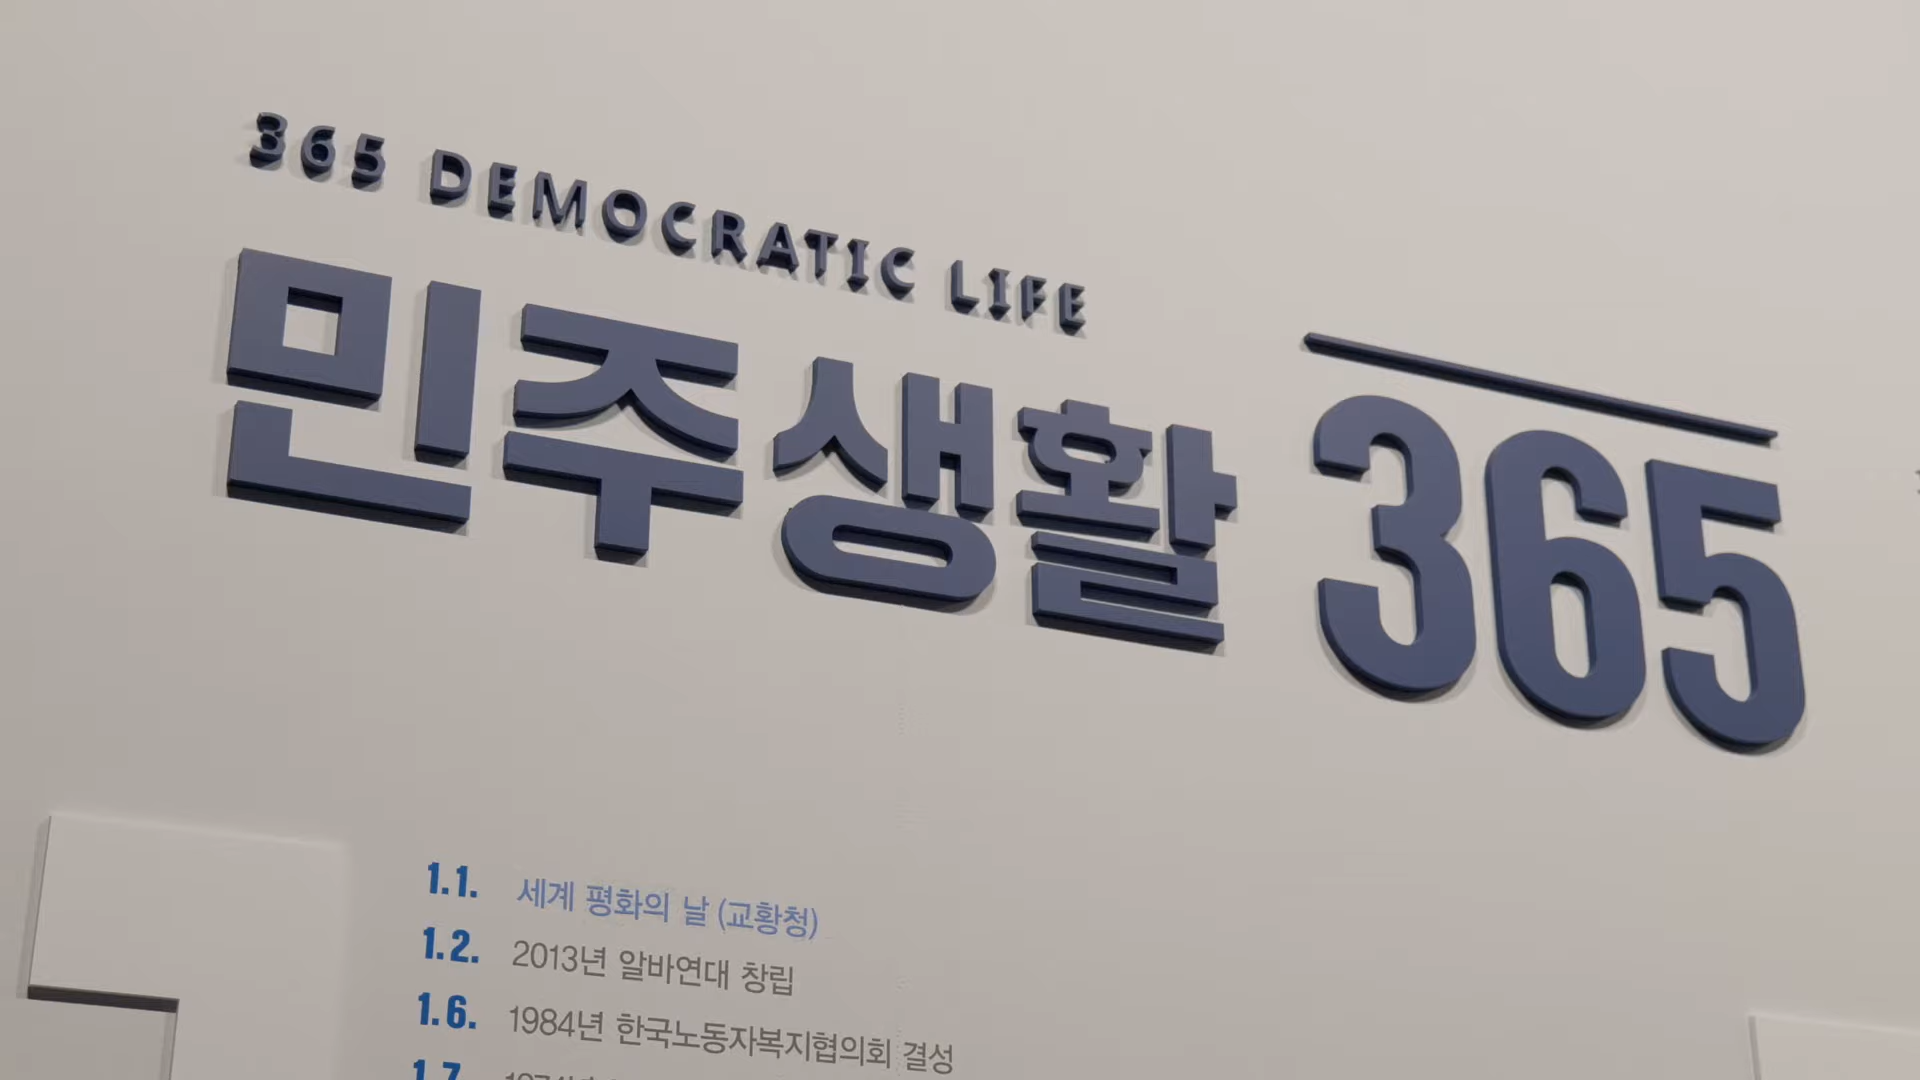 365 DEMOCRATIC LIFE
민주생활 365
1.1. 세계 평화의 날 (교황청)
1.2. 2013년 알바연대 창립
1.6. 1984년 한국노동자복지협의회 결성
1.7.